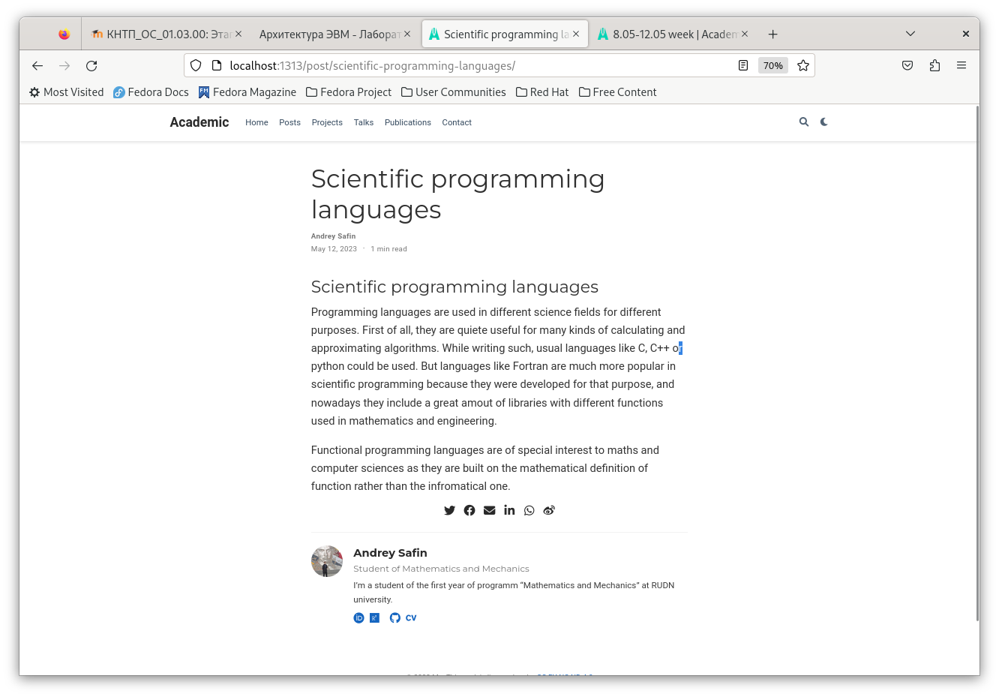 КНТП_ОС_01.03.00: Эта
Архитектура ЭВМ - Лаборат
Scientific programming la
8.05-12.05 week | Academ
localhost:1313/post/scientific-programming-languages/
70%
Most Visited
Fedora Docs
Fedora Magazine
Fedora Project
User Communities
Red Hat
Free Content
Academic
Home
Posts
Projects
Talks
Publications
Contact
Scientific programming
languages
Andrey Safin
May 12, 2023 · 1 min read
Scientific programming languages
Programming languages are used in different science fields for different
purposes. First of all, they are quiete useful for many kinds of calculating and
approximating algorithms. While writing such, usual languages like C, C++ or
python could be used. But languages like Fortran are much more popular in
scientific programming because they were developed for that purpose, and
nowadays they include a great amout of libraries with different functions
used in mathematics and engineering.
Functional programming languages are of special interest to maths and
computer sciences as they are built on the mathematical definition of
function rather than the infromatical one.
Andrey Safin
Student of Mathematics and Mechanics
I'm a student of the first year of programm “Mathematics and Mechanics” at RUDN
university.
CV